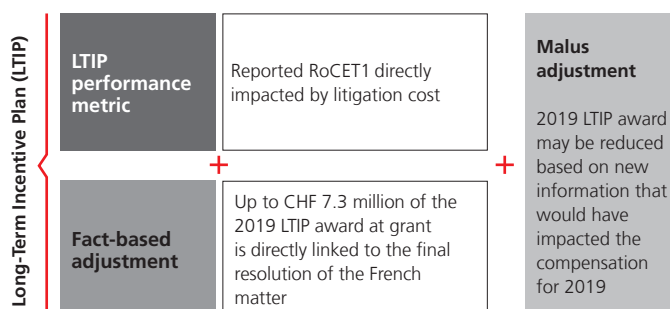 Long-Term Incentive Plan (LTIP)
LTIP
performance
metric
Reported RoCET1 directly
impacted by litigation cost
+
Fact-based
adjustment
Up to CHF 7.3 million of the
2019 LTIP award at grant
is directly linked to the final
resolution of the French
matter
+
Malus
adjustment
2019 LTIP award
may be reduced
based on new
information that
would have
impacted the
compensation
for 2019